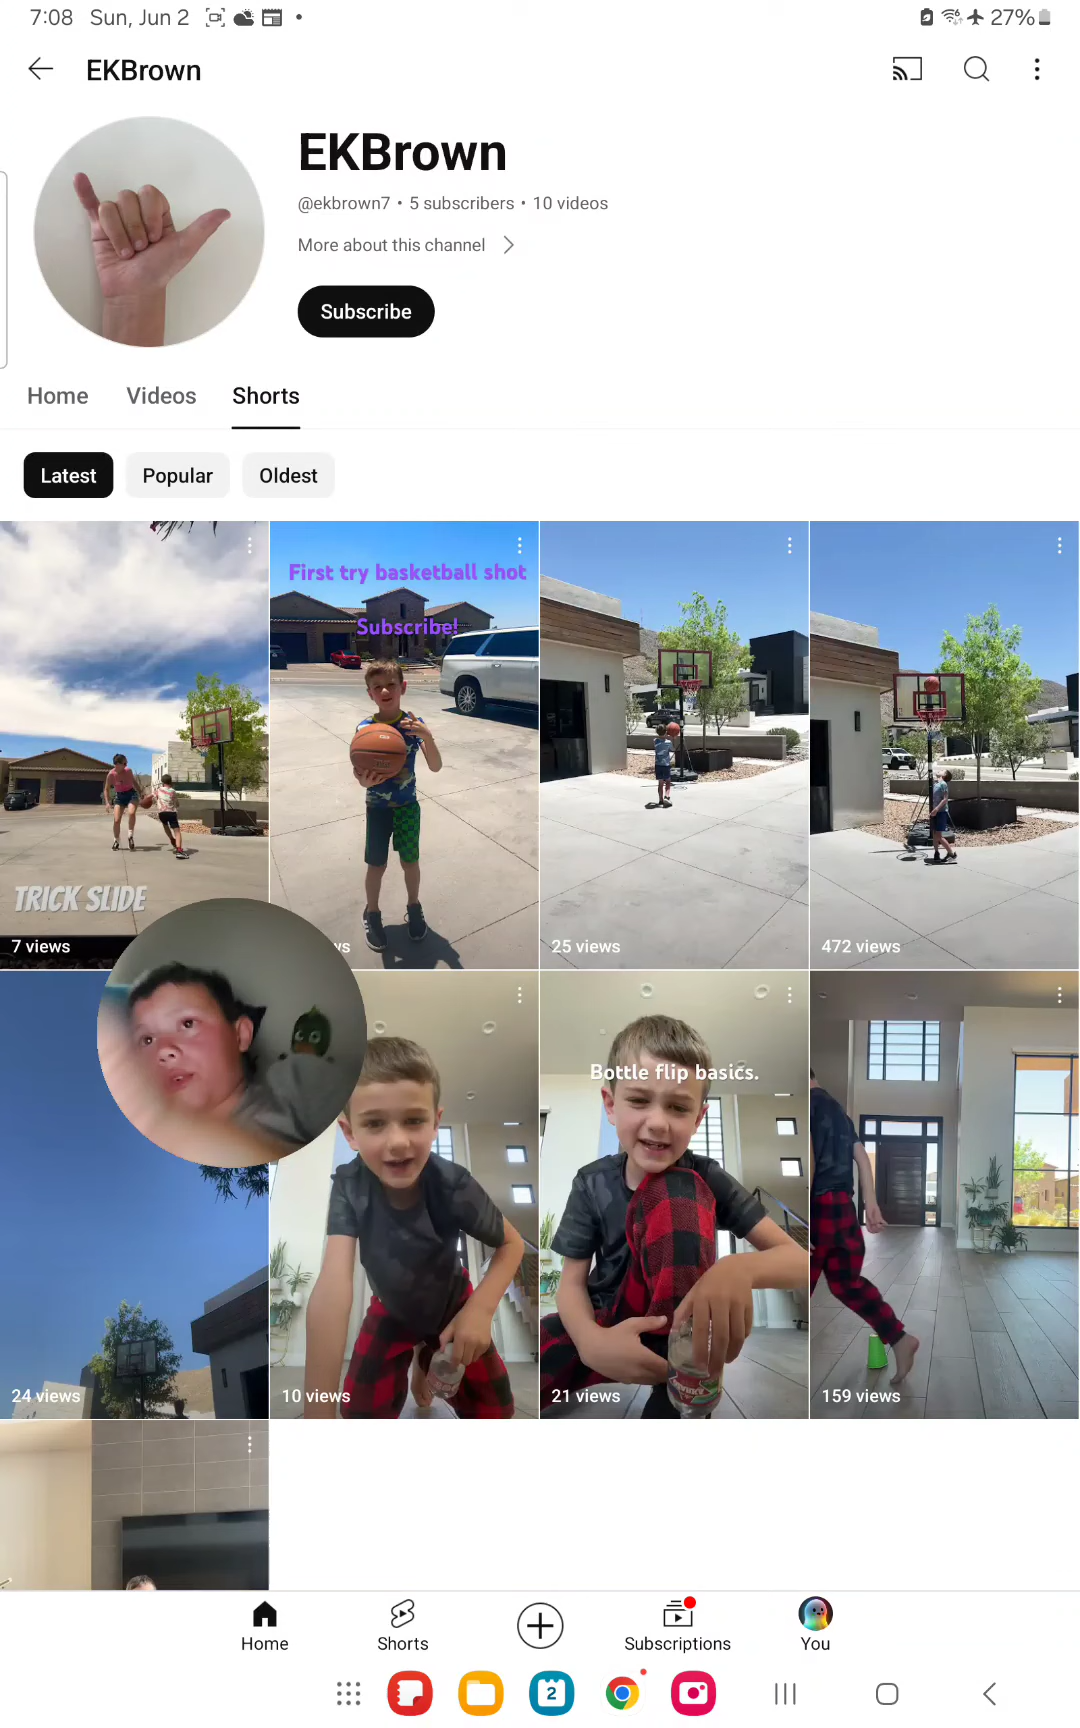 7:08 Sun, Jun 2
27%
EKBrown
EKBrown
@ekbrown7 • 5 subscribers • 10 videos
More about this channel
Subscribe
Home Videos Shorts
Latest Popular Oldest
First try basketball shot
Subscribe!
TRICK SLIDE
7 views
25 views
472 views
Bottle flip basics.
24 views
10 views
21 views
159 views
Home
Shorts
Subscriptions
You
2